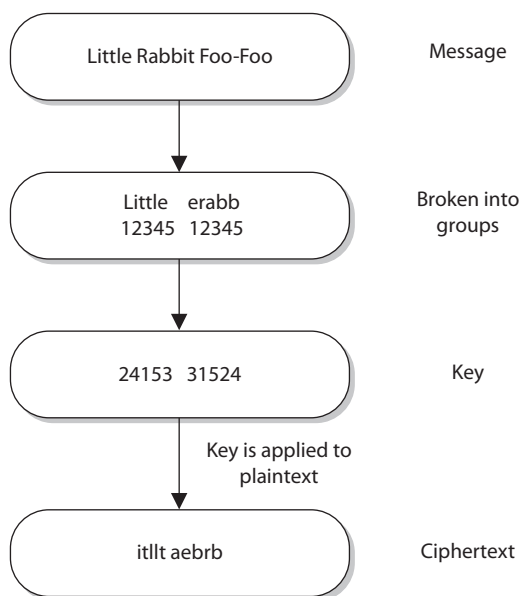 Little Rabbit Foo-Foo
Message
Little erabb
12345 12345
Broken into
groups
24153 31524
Key
Key is applied to
plaintext
itllt aebrb
Ciphertext